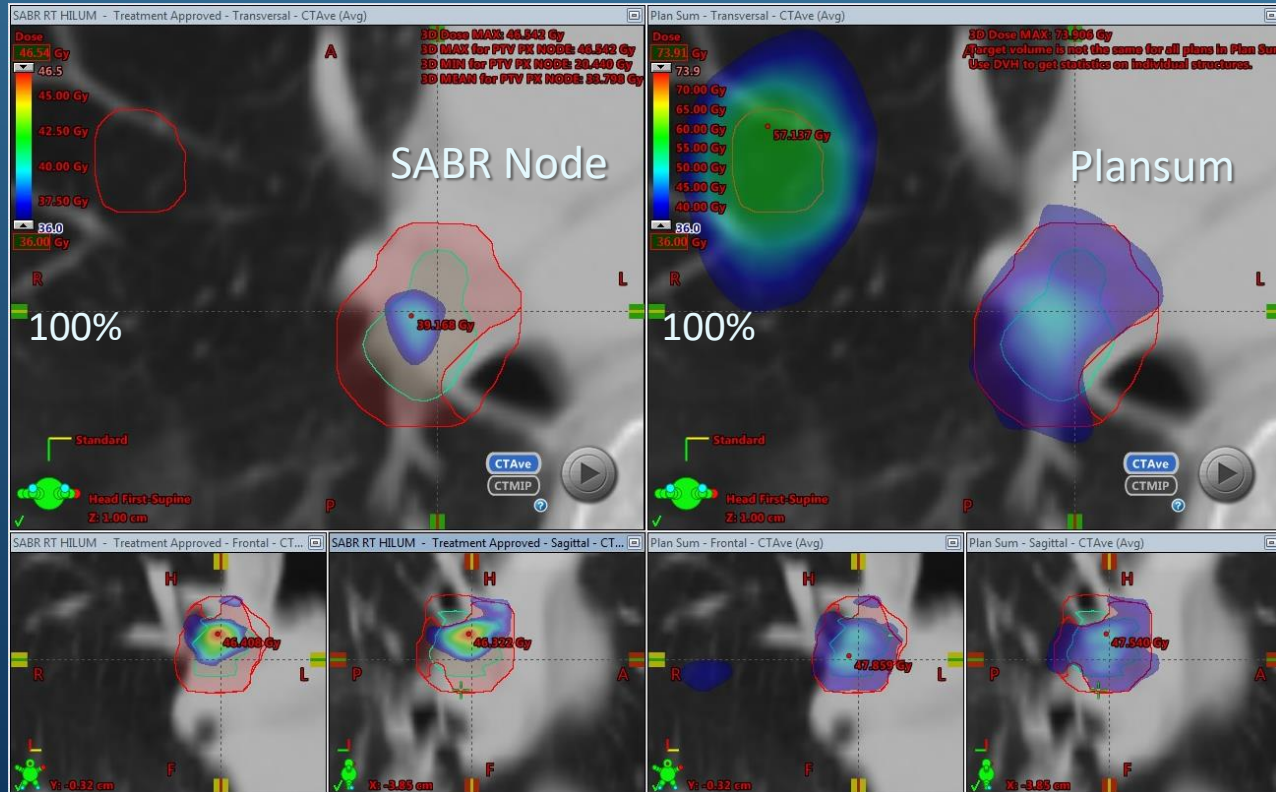 SABR RT HILUM - Treatment Approved - Transversal - CTAve (Avg)
Dose
46.54 Gy
46.5
45.00 Gy
42.50 Gy
40.00 Gy
37.50 Gy
36.0
36.00 Gy
A
3D Dose MAX: 46.542 Gy
3D MAX for PTV PX NODE: 46.542 Gy
3D MIN for PTV PX NODE: 20.440 Gy
3D MEAN for PTV PX NODE: 33.798 Gy
SABR Node
R
L
100%
39.168 Gy
Standard
Head First-Supine
Z: 1.00 cm
P
CTAve
CTMIP
?
Plan Sum - Transversal - CTAve (Avg)
Dose
73.91 Gy
73.9
70.00 Gy
65.00 Gy
60.00 Gy
55.00 Gy
50.00 Gy
45.00 Gy
40.00 Gy
36.0
36.00 Gy
A
3D Dose MAX: 73.906 Gy
Target volume is not the same for all plans in Plan Sum
Use DVH to get statistics on individual structures.
57.137 Gy
Plansum
R
L
100%
Standard
Head First-Supine
Z: 1.00 cm
P
CTAve
CTMIP
?
SABR RT HILUM - Treatment Approved - Frontal - CT...
H
46.408 Gy
R
L
F
Y: -0.32 cm
SABR RT HILUM - Treatment Approved - Sagittal - CT...
H
46.322 Gy
P
A
F
X: -3.85 cm
Plan Sum - Frontal - CTAve (Avg)
H
47.859 Gy
R
L
F
Y: -0.32 cm
Plan Sum - Sagittal - CTAve (Avg)
H
47.540 Gy
P
A
F
X: -3.85 cm